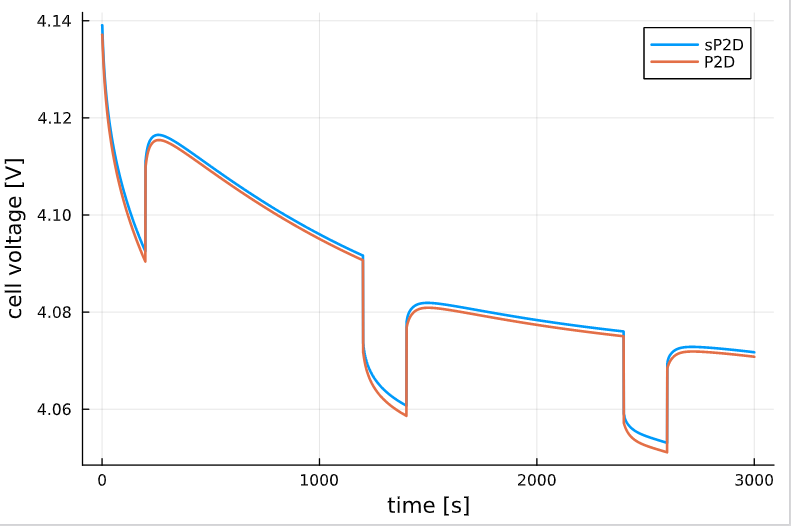 4.14
sP2D
P2D
4.12
4.10
4.08
4.06
cell voltage [V]
0 1000 2000 3000
time [s]